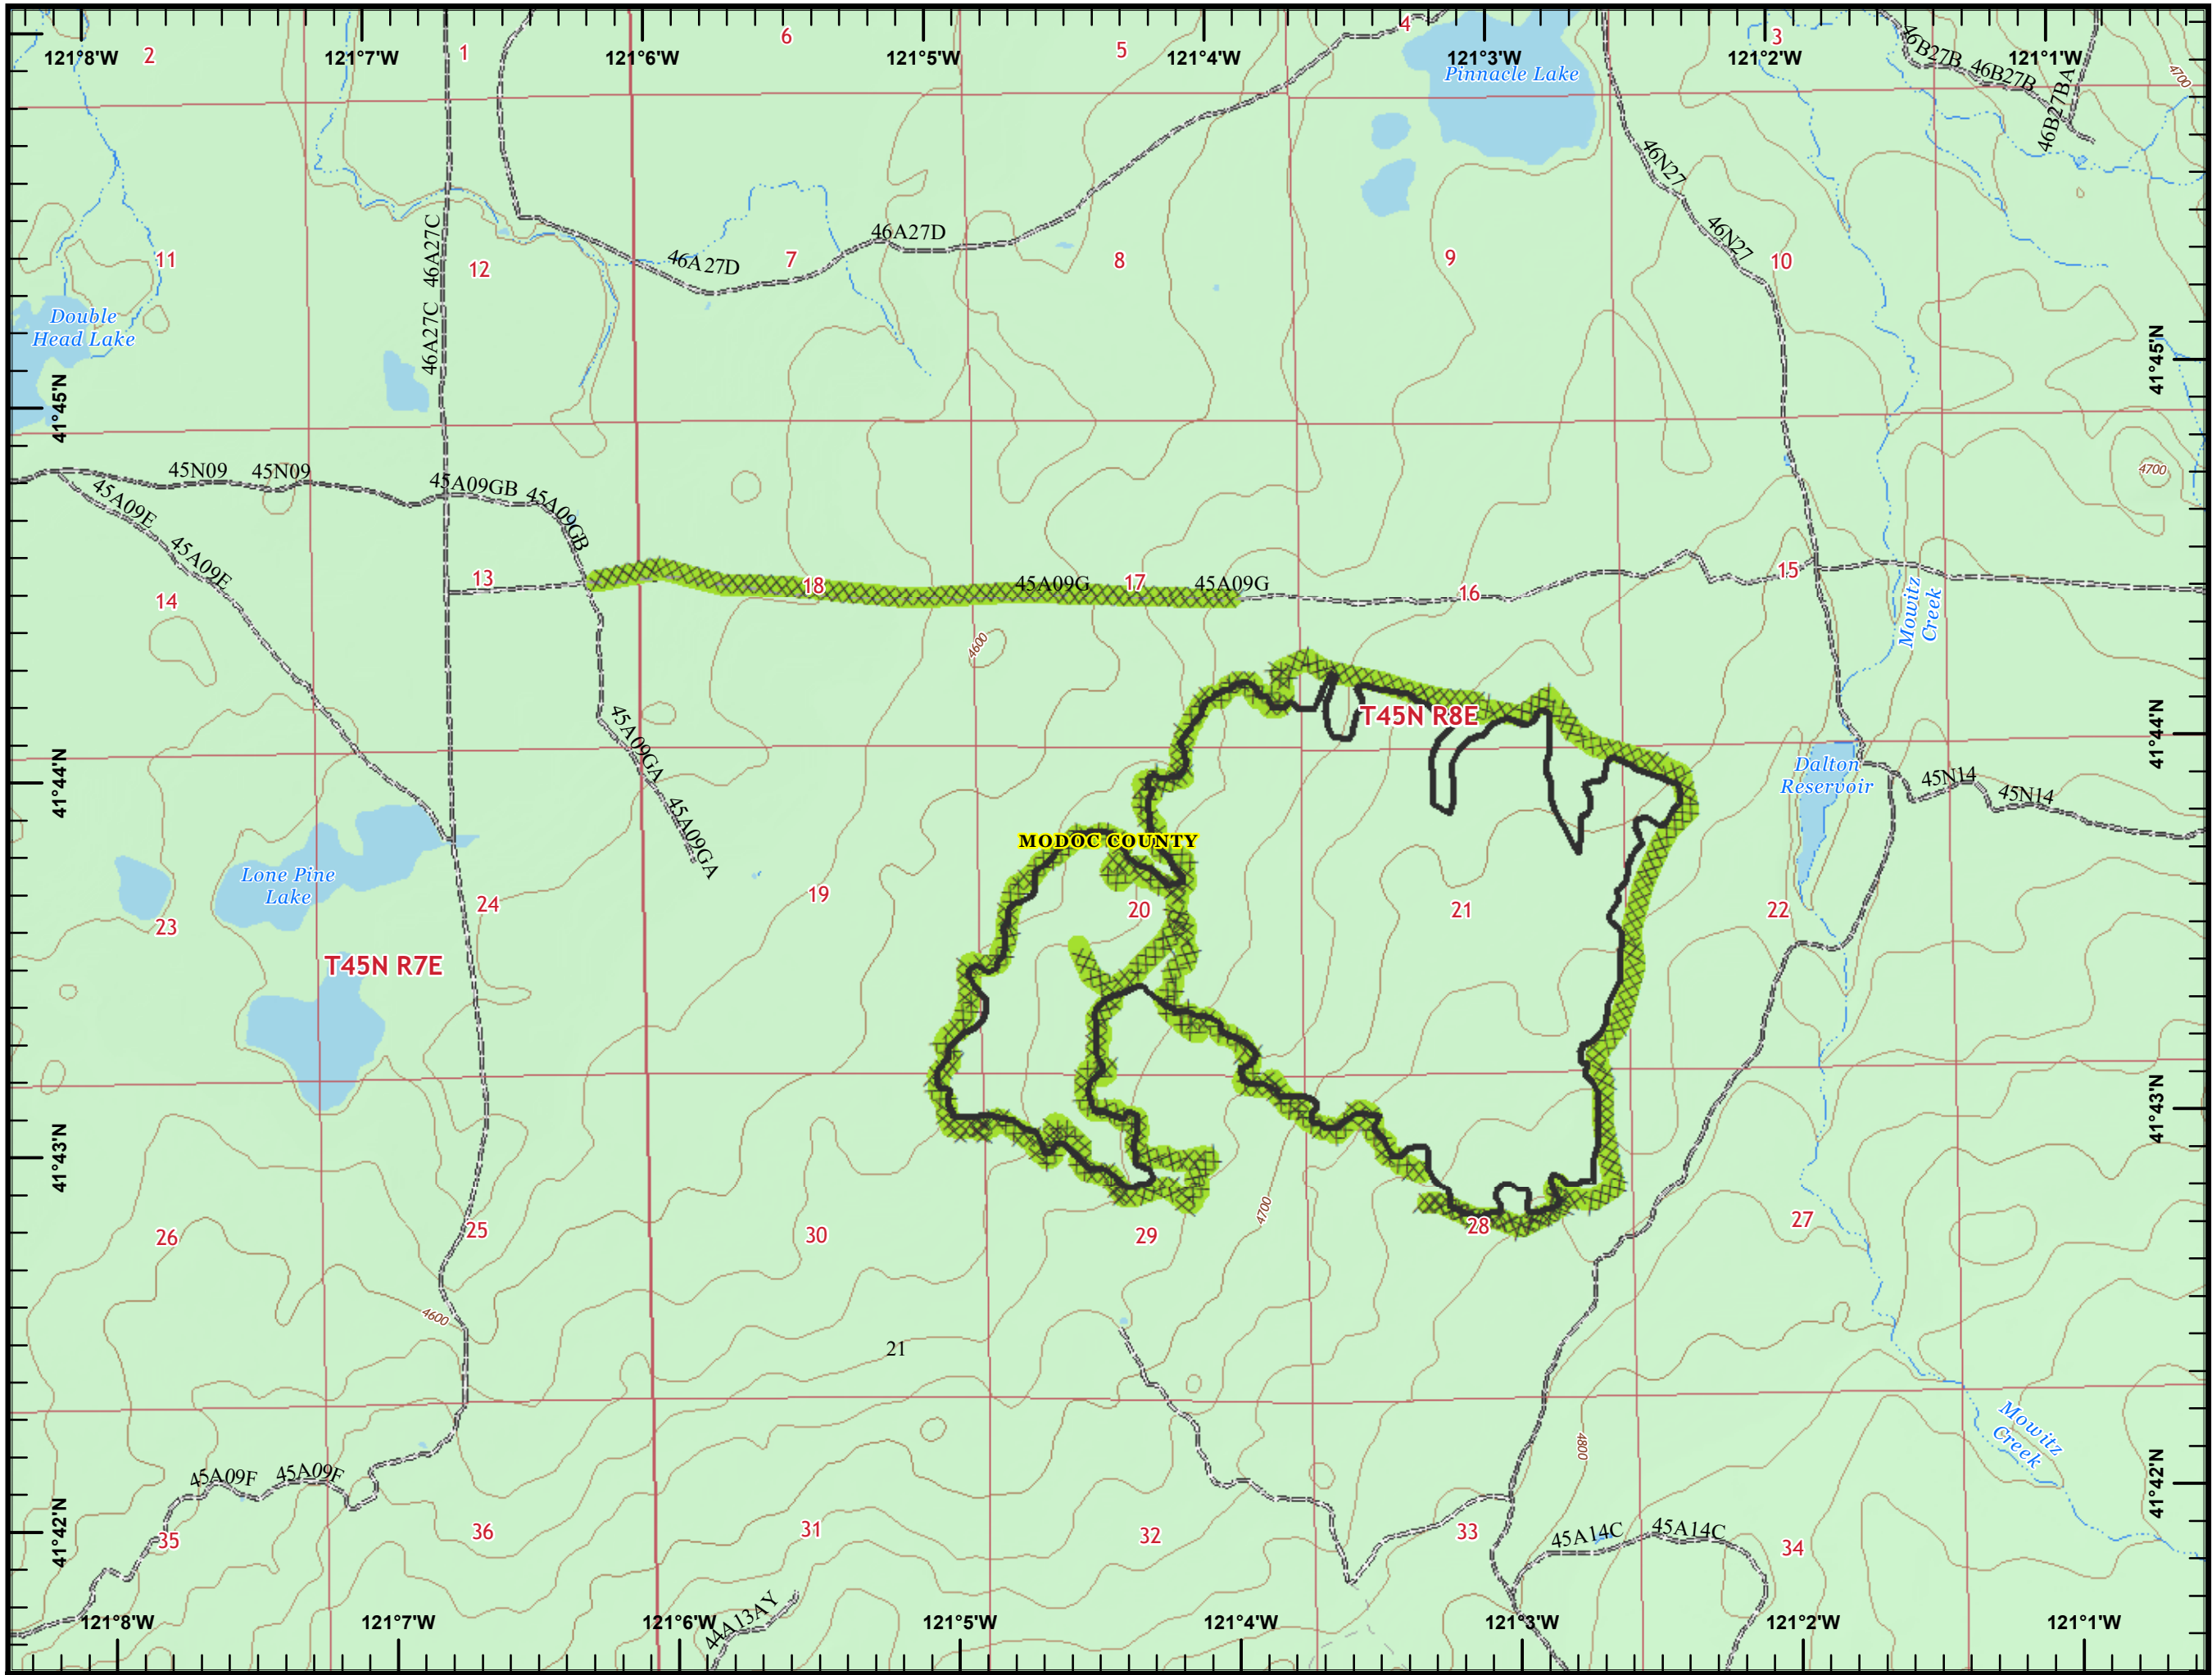 121°8'W
121°7'W
121°6'W
121°5'W
121°4'W
121°3'W
121°2'W
121°1'W
2
1
6
5
4
3
Pinnacle Lake
46B27B
46B27B
46B27BA
4700
46N27
46N27
46A27C
46A27C
46A27D
46A27D
11
12
7
8
9
10
Double
Head Lake
41°45'N
41°45'N
45N09
45N09
45A09GB
45A09GB
45A09E
45A09E
4700
13
18
45A09G
17
45A09G
16
15
14
Mowitz
Creek
4600
45A09GA
45A09GA
T45N R8E
41°44'N
41°44'N
Dalton
Reservoir
45N14
45N14
MODOC COUNTY
Lone Pine
Lake
23
24
19
20
21
22
T45N R7E
41°43'N
41°43'N
4700
26
25
30
29
28
27
4600
21
Mowitz
Creek
4800
41°42'N
41°42'N
45A09F
45A09F
35
36
31
32
33
34
45A14C
45A14C
44A13AY
121°8'W
121°7'W
121°6'W
121°5'W
121°4'W
121°3'W
121°2'W
121°1'W